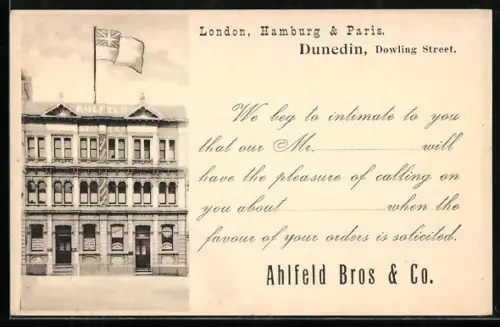 London, Hamburg & Paris.
Dunedin, Dowling Street.
AHLFELD
We beg to intimate to you
that our Mr. ........................ will
have the pleasure of calling on
you about ........................ when the
favour of your orders is solicited.
Ahlfeld Bros & Co.